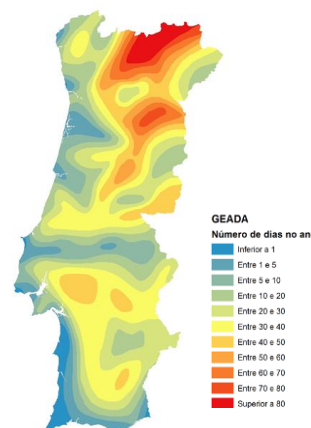 GEADA
Número de dias no an
Inferior a 1
Entre 1 e 5
Entre 5 e 10
Entre 10 e 20
Entre 20 e 30
Entre 30 e 40
Entre 40 e 50
Entre 50 e 60
Entre 60 e 70
Entre 70 e 80
Superior a 80